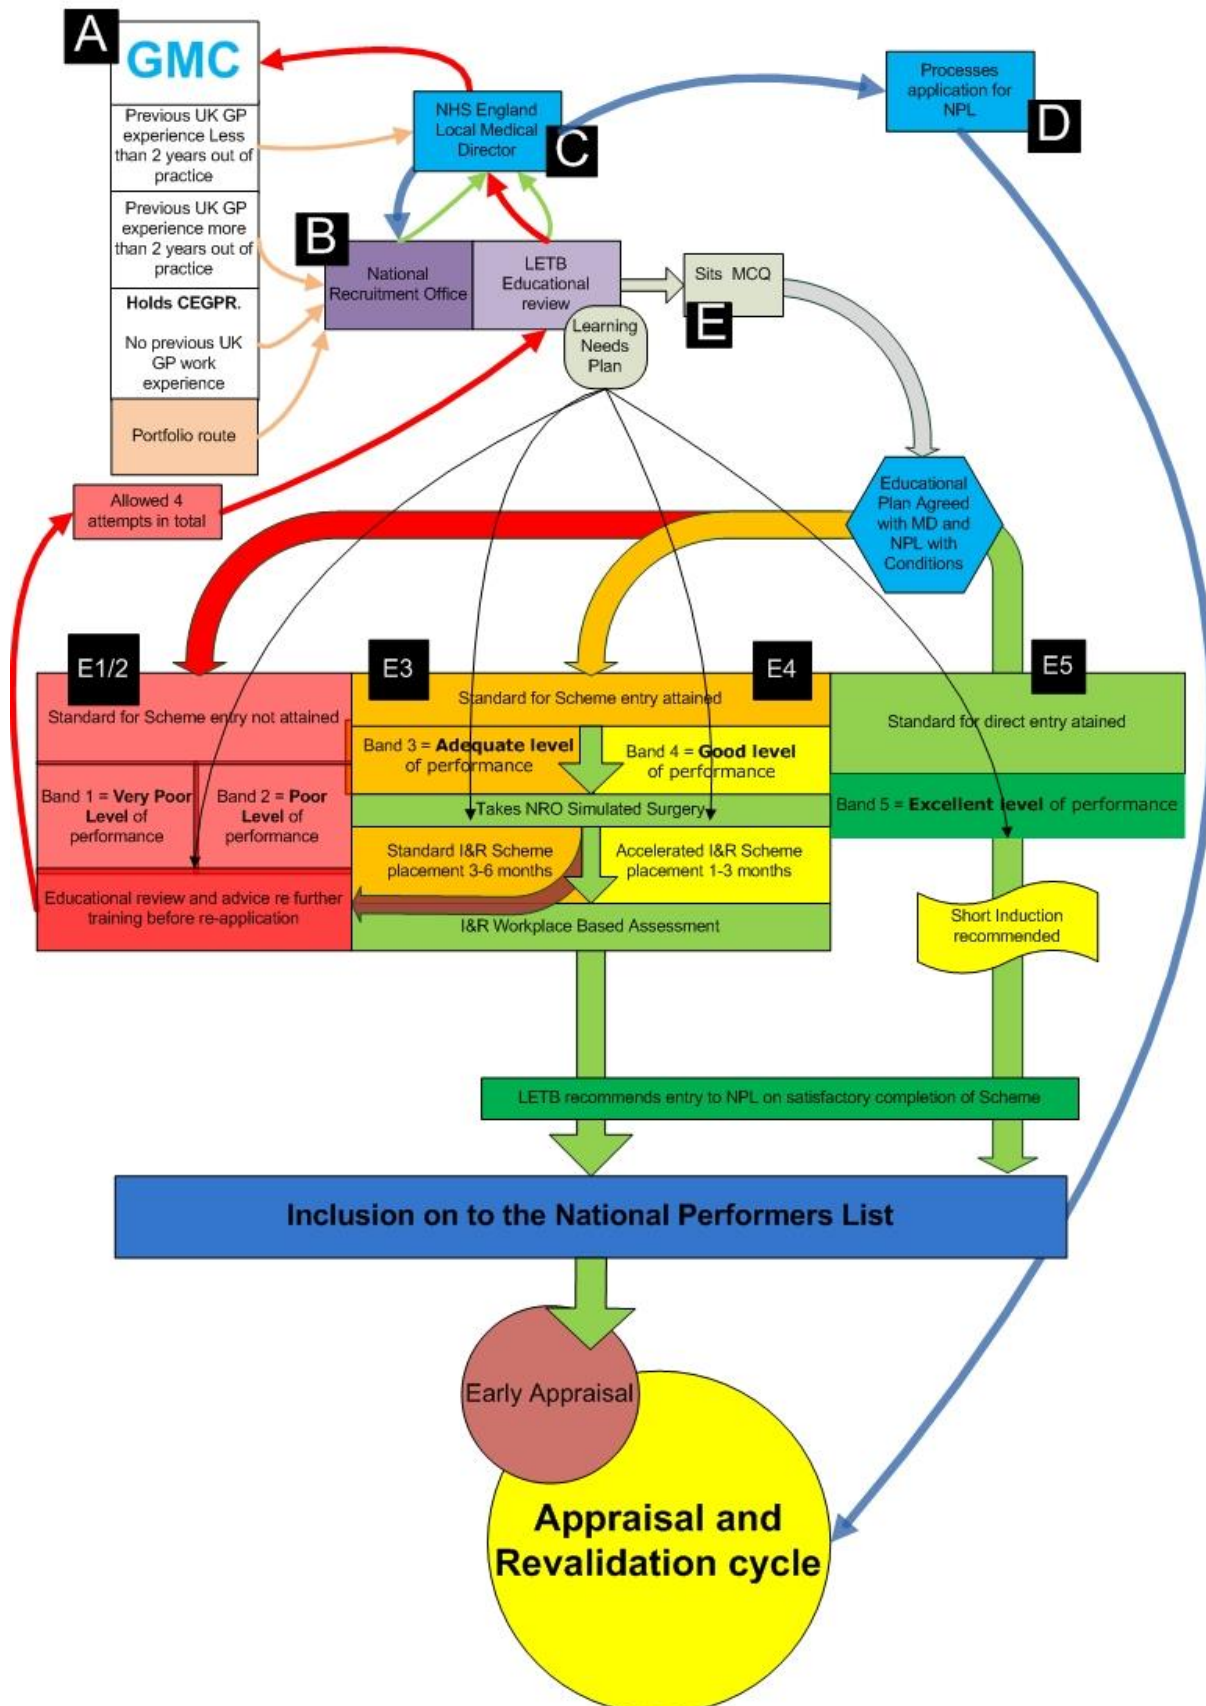 A
GMC
Previous UK GP
experience Less
than 2 years out of
practice
Previous UK GP
experience more
than 2 years out of
practice
Holds CEGPR.
No previous UK
GP work
experience
Portfolio route
NHS England
Local Medical
Director
C
Processes
application for
NPL
D
B
National
Recruitment Office
LETB
Educational
review
Learning
Needs
Plan
Sits MCQ
E
Allowed 4
attempts in total
Educational
Plan Agreed
with MD and
NPL with
Conditions
E1/2
Standard for Scheme entry not attained
Band 1 = Very Poor
Level of
performance
Band 2 = Poor
Level of
performance
Educational review and advice re further
training before re-application
E3
E4
Standard for Scheme entry attained
Band 3 = Adequate level
of performance
Band 4 = Good level
of performance
Takes NRO Simulated Surgery
Standard I&R Scheme
placement 3-6 months
Accelerated I&R Scheme
placement 1-3 months
I&R Workplace Based Assessment
E5
Standard for direct entry atained
Band 5 = Excellent level of performance
Short Induction
recommended
LETB recommends entry to NPL on satisfactory completion of Scheme
Inclusion on to the National Performers List
Early Appraisal
Appraisal and
Revalidation cycle